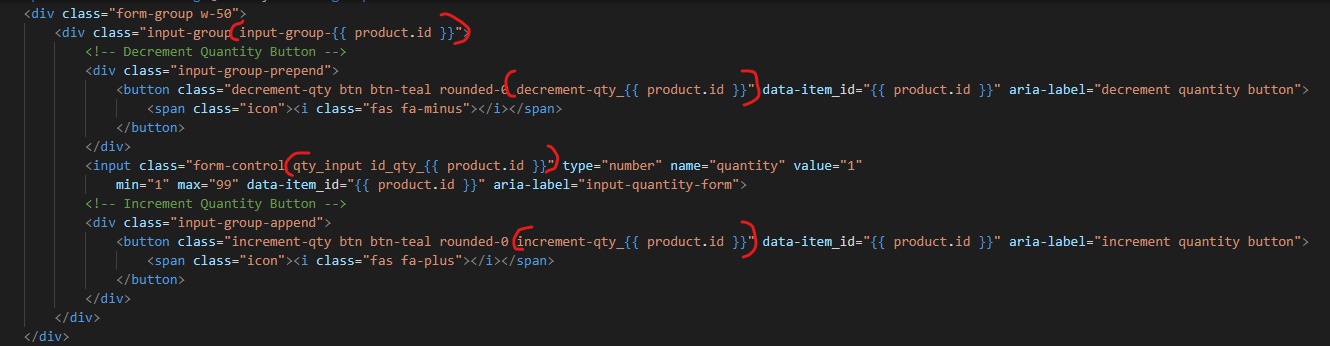 <div class="form-group w-50">
<div class="input-group input-group-{{ product.id }}">
<!-- Decrement Quantity Button -->
<div class="input-group-prepend">
<button class="decrement-qty btn btn-teal rounded-0 decrement-qty_{{ product.id }}" data-item_id="{{ product.id }}" aria-label="decrement quantity button">
<span class="icon"><i class="fas fa-minus"></i></span>
</button>
</div>
<input class="form-control qty_input id_qty_{{ product.id }}" type="number" name="quantity" value="1"
min="1" max="99" data-item_id="{{ product.id }}" aria-label="input-quantity-form">
<!-- Increment Quantity Button -->
<div class="input-group-append">
<button class="increment-qty btn btn-teal rounded-0 increment-qty_{{ product.id }}" data-item_id="{{ product.id }}" aria-label="increment quantity button">
<span class="icon"><i class="fas fa-plus"></i></span>
</button>
</div>
</div>
</div>